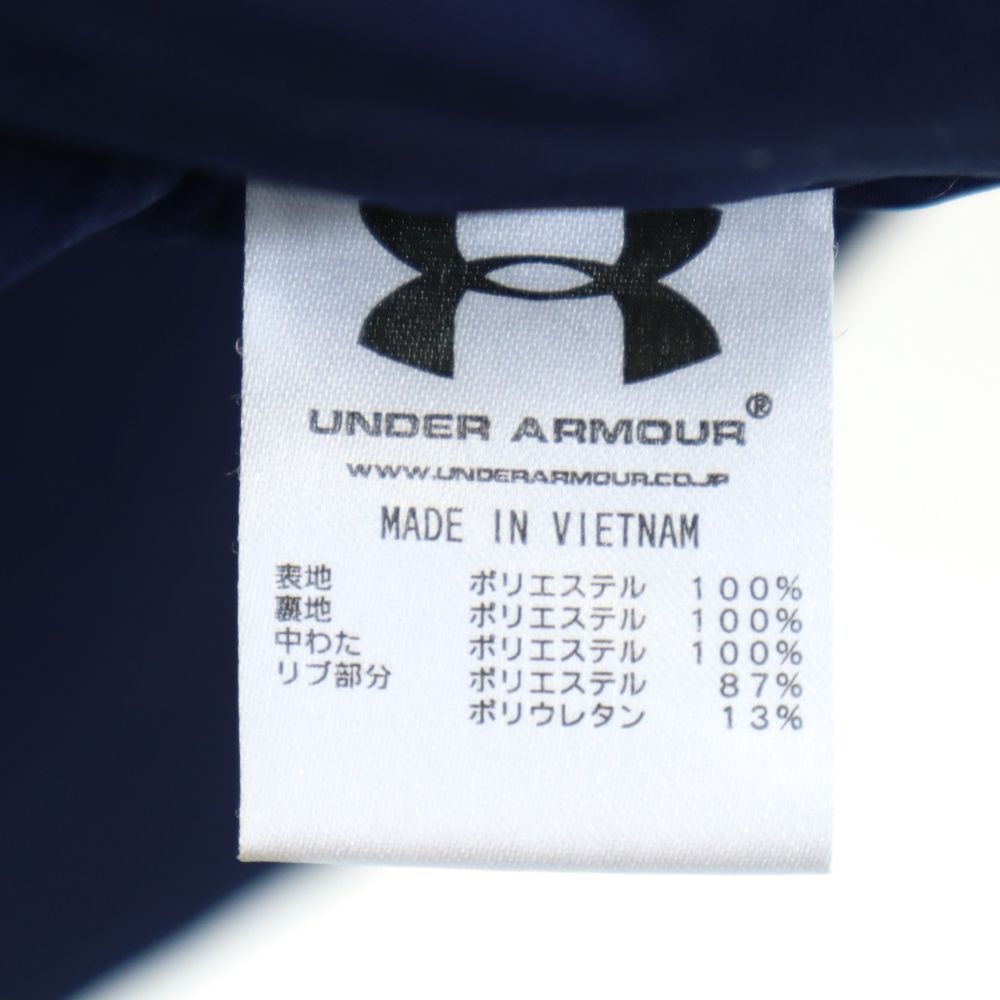 UNDER ARMOUR®
WWW.UNDERARMOUR.CO.JP
MADE IN VIETNAM
表地 ポリエステル 100%
裏地 ポリエステル 100%
中わた ポリエステル 100%
リブ部分 ポリエステル 87%
ポリウレタン 13%